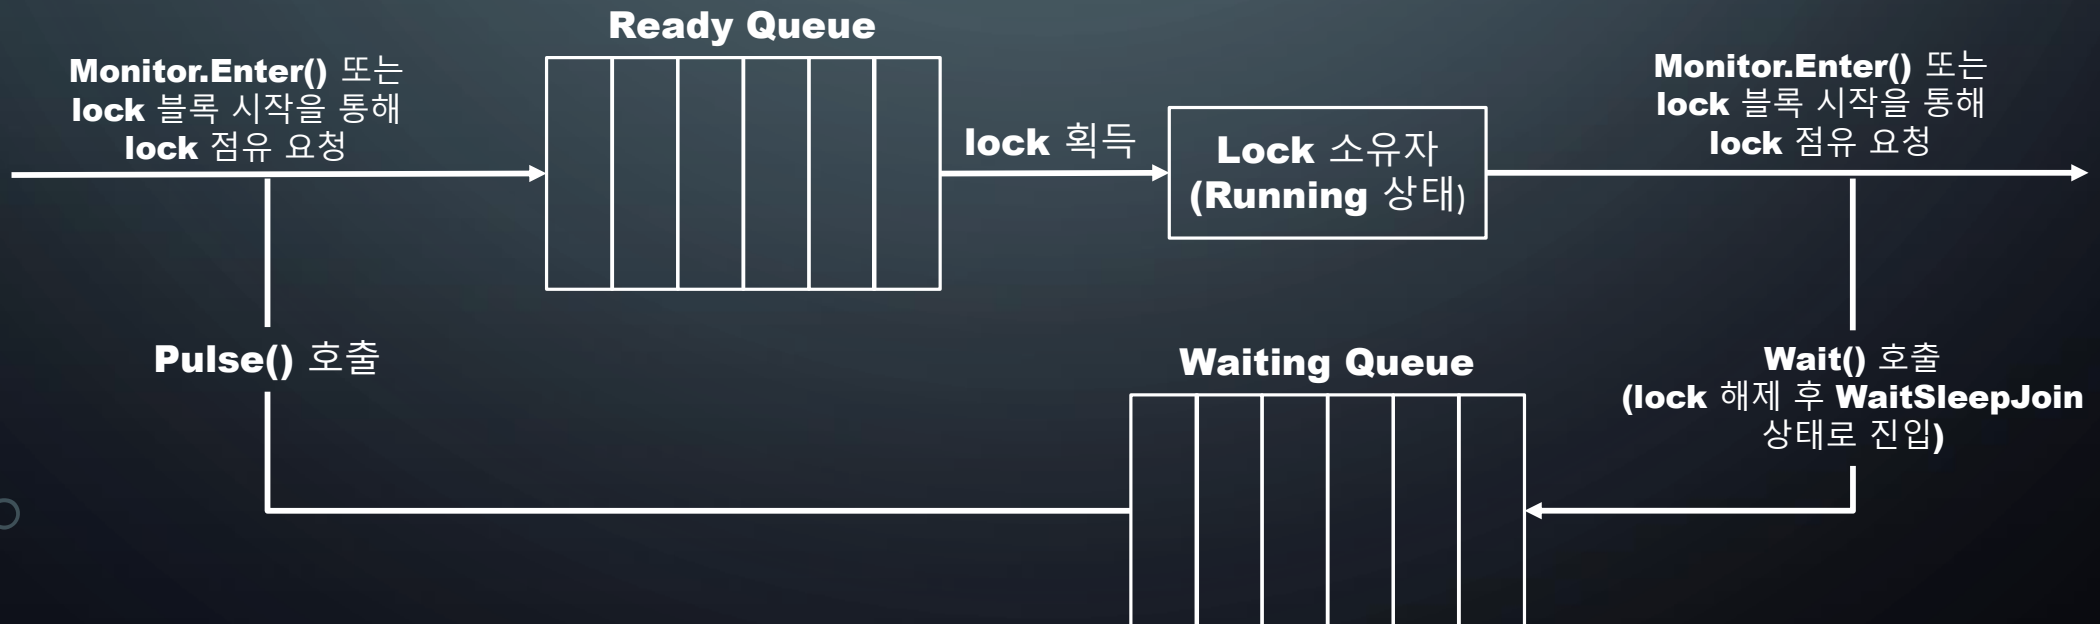 Ready Queue
Monitor.Enter() 또는
lock 블록 시작을 통해
lock 점유 요청
lock 획득
Lock 소유자
(Running 상태)
Monitor.Enter() 또는
lock 블록 시작을 통해
lock 점유 요청
Pulse() 호출
Waiting Queue
Wait() 호출
(lock 해제 후 WaitSleepJoin
상태로 진입)